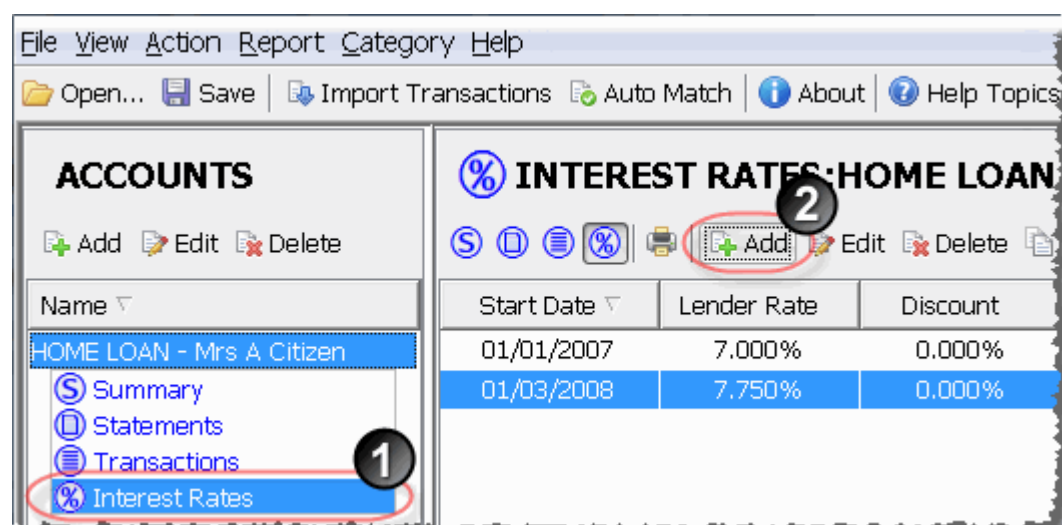 File View Action Report Category Help
Open... Save Import Transactions Auto Match About Help Topics
ACCOUNTS
Add Edit Delete
Name
HOME LOAN - Mrs A Citizen
S Summary
Statements
Transactions
% Interest Rates
1
% INTEREST RATES:HOME LOAN
2
S % Add Edit Delete
Start Date Lender Rate Discount
01/01/2007 7.000% 0.000%
01/03/2008 7.750% 0.000%